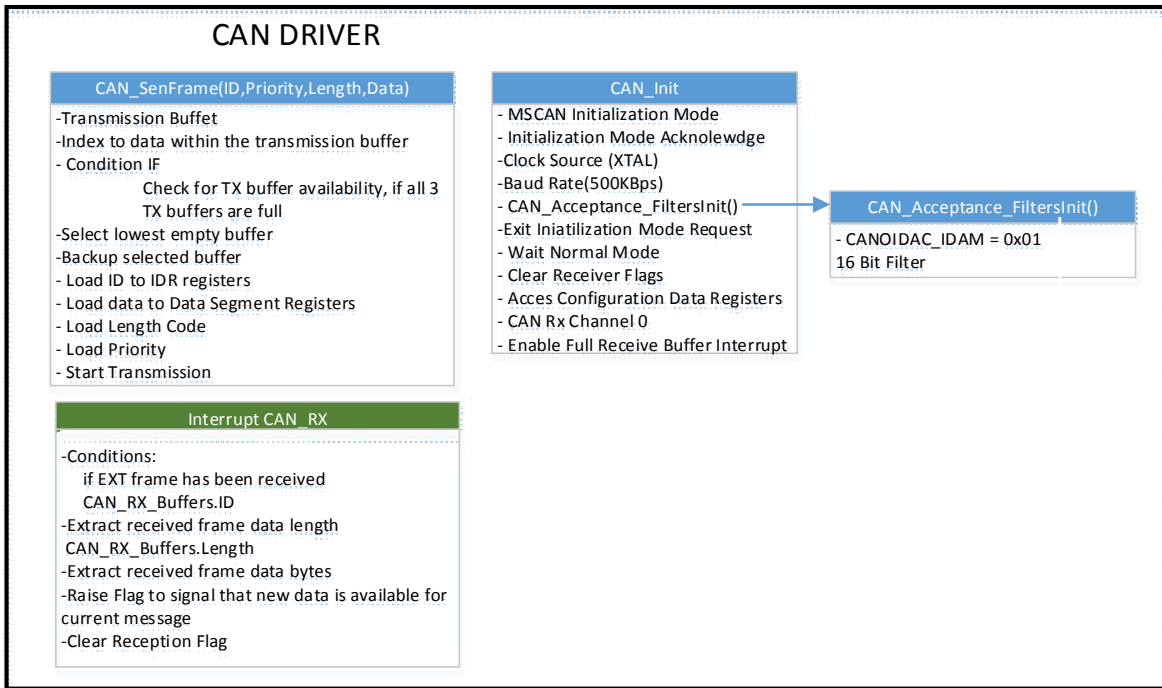 CAN DRIVER
CAN_SenFrame(ID,Priority,Length,Data)
-Transmission Buffet
-Index to data within the transmission buffer
- Condition IF
Check for TX buffer availability, if all 3
TX buffers are full
-Select lowest empty buffer
-Backup selected buffer
- Load ID to IDR registers
- Load data to Data Segment Registers
- Load Length Code
- Load Priority
- Start Transmission
CAN_Init
- MSCAN Initialization Mode
- Initialization Mode Acknolewdge
-Clock Source (XTAL)
-Baud Rate(500KBps)
- CAN_Acceptance_FiltersInit()
-Exit Iniatilization Mode Request
- Wait Normal Mode
- Clear Receiver Flags
- Acces Configuration Data Registers
- CAN Rx Channel 0
- Enable Full Receive Buffer Interrupt
CAN_Acceptance_FiltersInit()
- CANOIDAC_IDAM = 0x01
16 Bit Filter
Interrupt CAN_RX
-Conditions:
if EXT frame has been received
CAN_RX_Buffers.ID
-Extract received frame data length
CAN_RX_Buffers.Length
-Extract received frame data bytes
-Raise Flag to signal that new data is available for
current message
-Clear Reception Flag